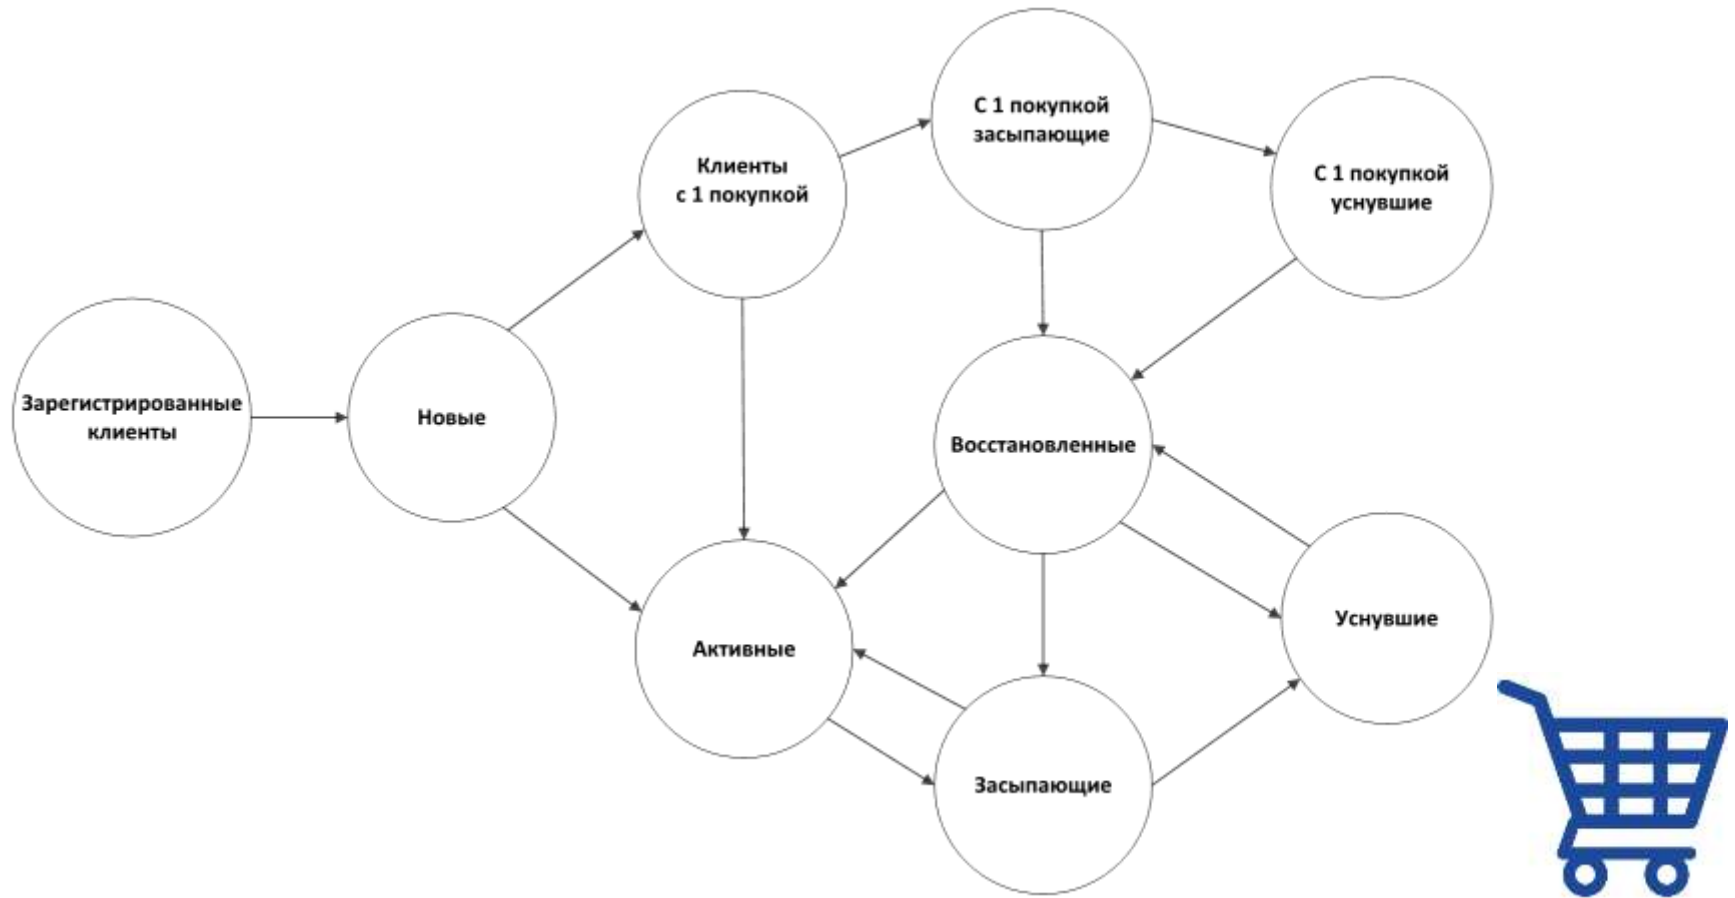 С 1 покупкой
засыпающие
Клиенты
с 1 покупкой
С 1 покупкой
уснувшие
Зарегистрированные
клиенты
Новые
Восстановленные
Активные
Уснувшие
Засыпающие